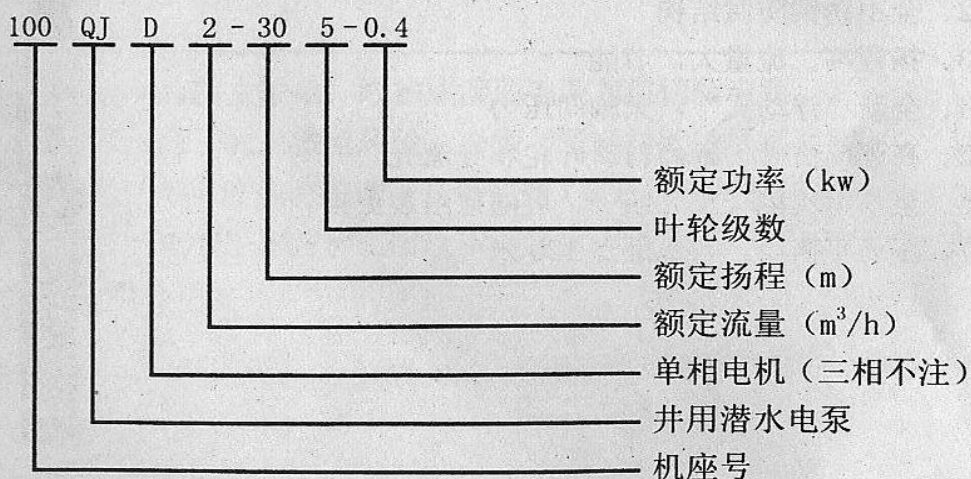 100 QJ D 2-30 5-0.4
额定功率（kw）
叶轮级数
额定扬程（m）
额定流量（m³/h）
单相电机（三相不注）
井用潜水电泵
机座号